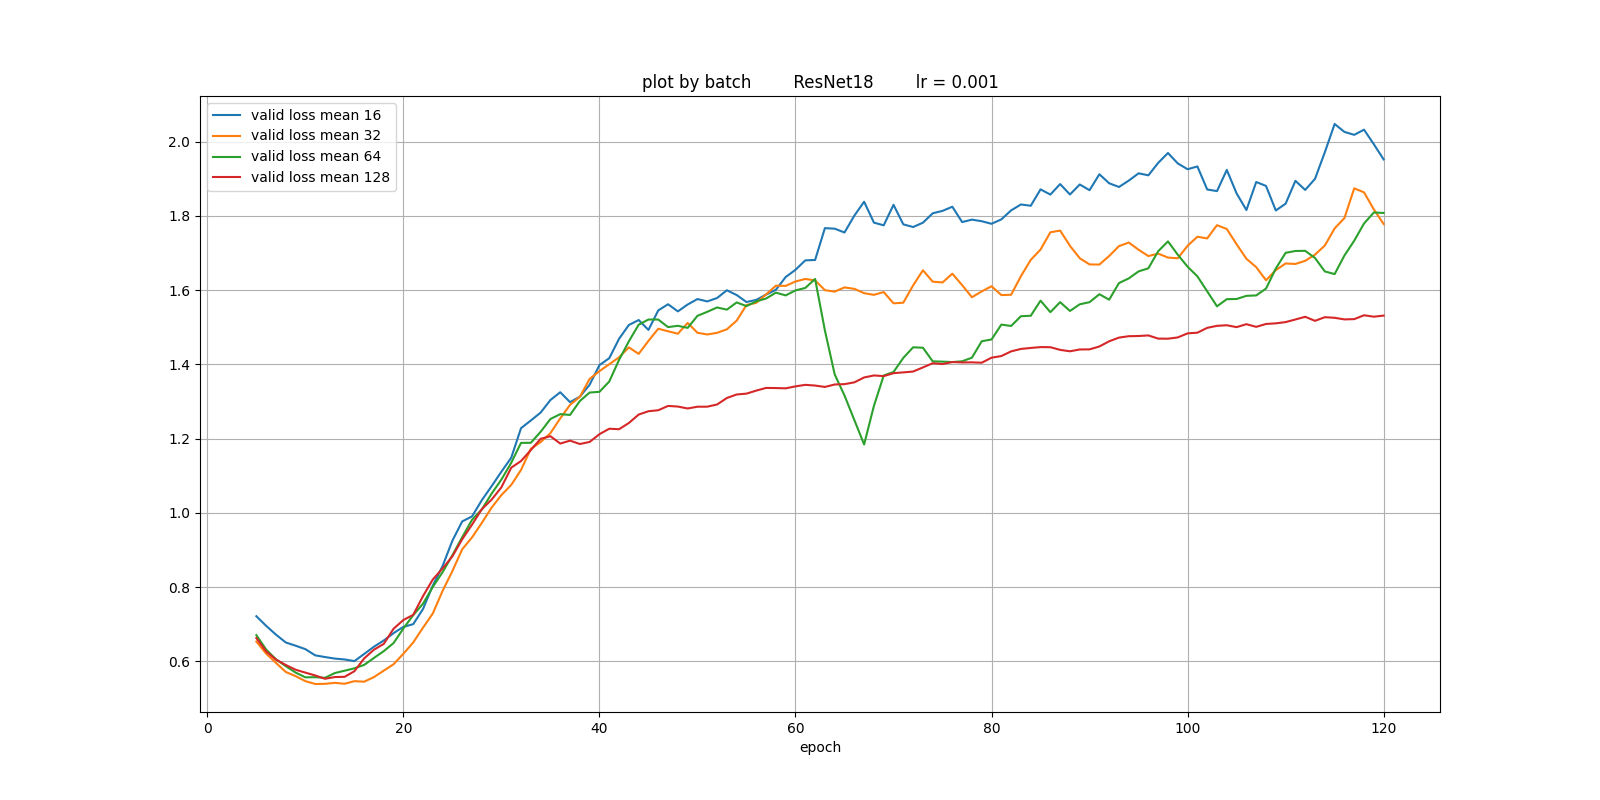 plot by batch ResNet18 lr = 0.001
valid loss mean 16
valid loss mean 32
valid loss mean 64
valid loss mean 128
2.0
1.8
1.6
1.4
1.2
1.0
0.8
0.6
0 20 40 60 80 100 120
epoch